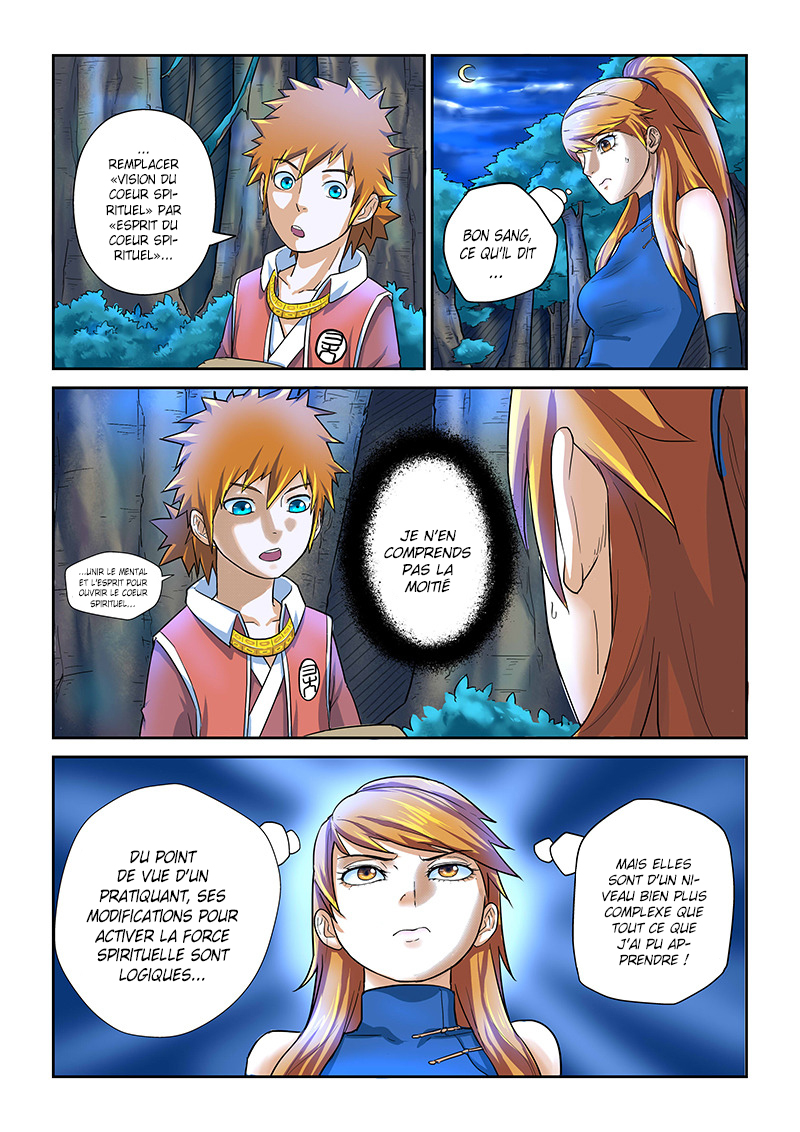 ...
REMPLACER
«VISION DU
COEUR SPI-
RITUEL» PAR
«ESPRIT DU
COEUR SPI-
RITUEL»...
BON SANG,
CE QU'IL DIT
...
...UNIR LE MENTAL
ET L'ESPRIT POUR
OUVRIR LE COEUR
SPIRITUEL...
JE N'EN
COMPRENDS
PAS LA
MOITIÉ
DU POINT
DE VUE D'UN
PRATIQUANT, SES
MODIFICATIONS POUR
ACTIVER LA FORCE
SPIRITUELLE SONT
LOGIQUES...
MAIS ELLES
SONT D'UN NI-
VEAU BIEN PLUS
COMPLEXE QUE
TOUT CE QUE
J'AI PU AP-
PRENDRE !